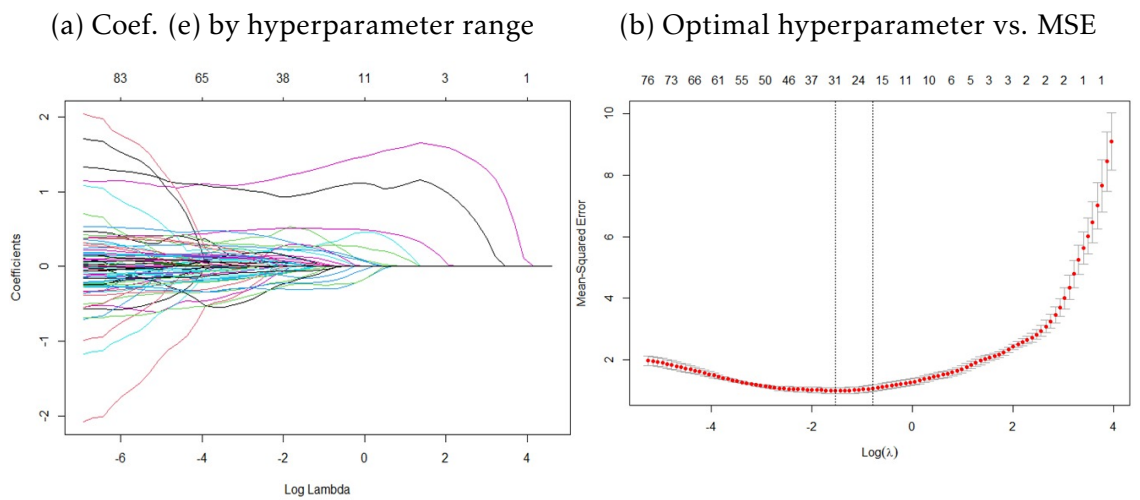 (a) Coef. (e) by hyperparameter range
83 65 38 11 3 1
2
1
0
-1
-2
Coefficients
-6 -4 -2 0 2 4
Log Lambda
(b) Optimal hyperparameter vs. MSE
76 73 66 61 55 50 46 37 31 24 15 11 10 6 5 3 3 2 2 2 1 1
10
8
6
4
2
Mean-Squared Error
-4 -2 0 2 4
Log(λ)